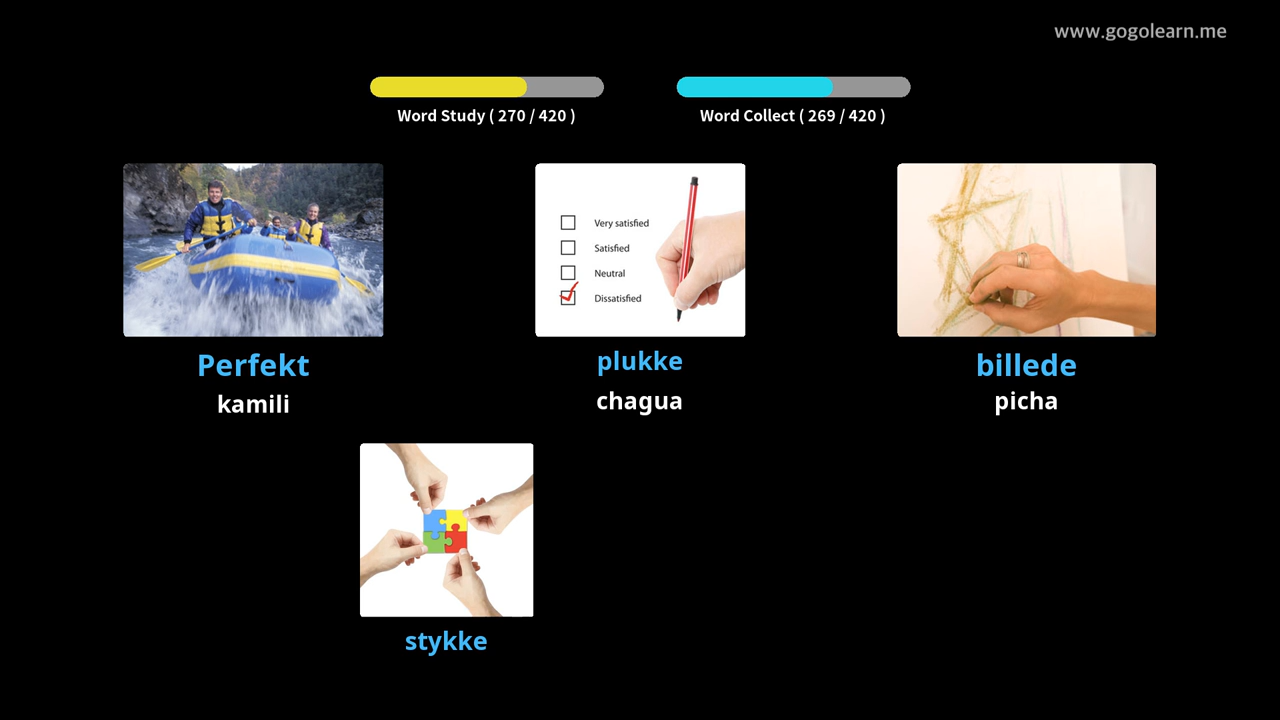 www.gogolearn.me
Word Study ( 270 / 420 )
Word Collect ( 269 / 420 )
Very satisfied
Satisfied
Neutral
Dissatisfied
Perfekt
kamili
plukke
chagua
billede
picha
stykke